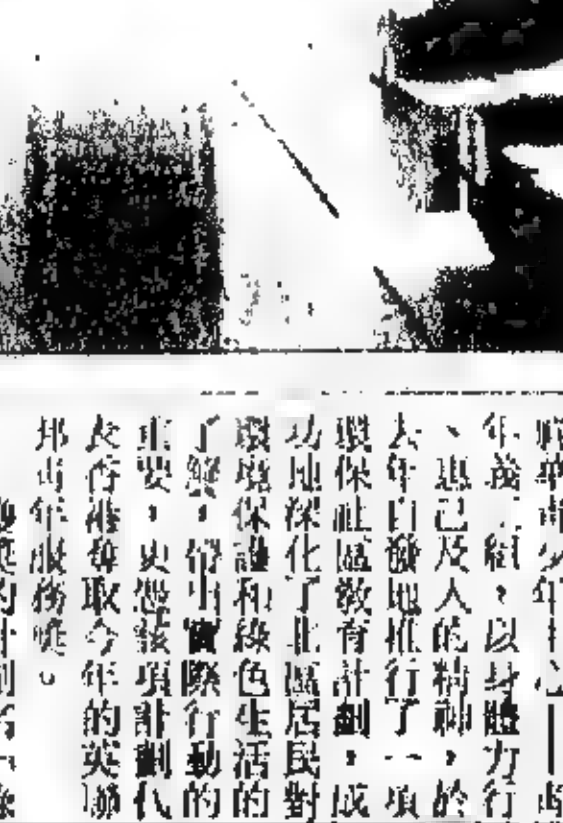 華青少年中心——
年義工組，以身體力行
、惠己及人的精神，於
去年自發地推行了一項
環保社區教育計劃，成
功地深化了北區居民對
環境保護和綠色生活的
了解，帶出實際行動的
重要，更憑該項計劃代
表香港奪取今年的英聯
邦青年服務獎。